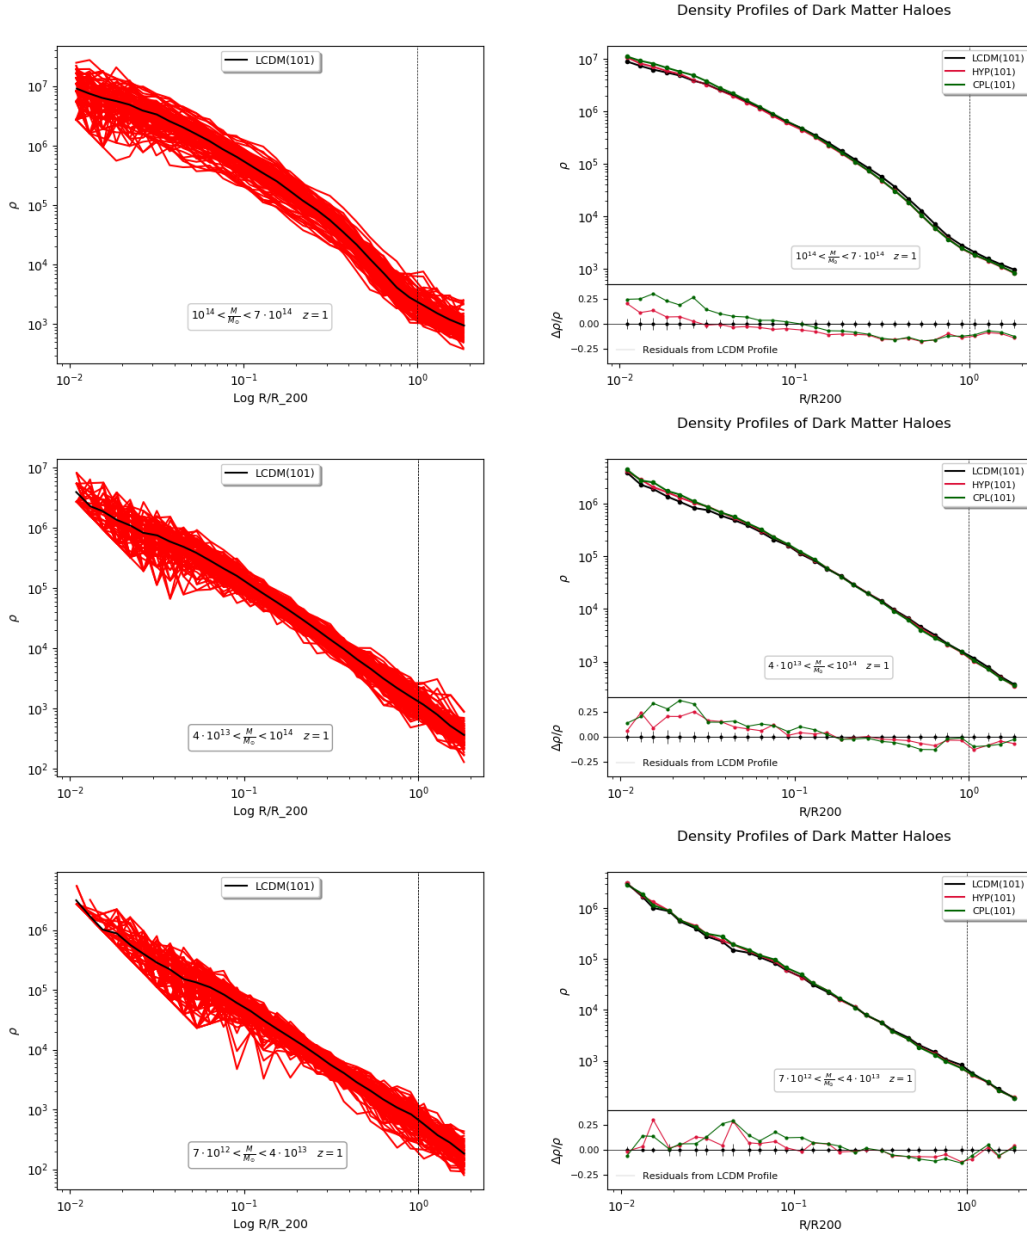 Density Profiles of Dark Matter Haloes
LCDM(101)
10^7
10^6
10^5
10^4
10^3
ρ
10^14 < M/M⊙ < 7 · 10^14 z = 1
10^-2
10^-1
10^0
Log R/R_200
LCDM(101)
HYP(101)
CPL(101)
10^7
10^6
10^5
10^4
10^3
ρ
10^14 < M/M⊙ < 7 · 10^14 z = 1
0.25
0.00
−0.25
Δρ/ρ
Residuals from LCDM Profile
10^-2
10^-1
10^0
R/R200
Density Profiles of Dark Matter Haloes
LCDM(101)
10^7
10^6
10^5
10^4
10^3
10^2
ρ
4 · 10^13 < M/M⊙ < 10^14 z = 1
10^-2
10^-1
10^0
Log R/R_200
LCDM(101)
HYP(101)
CPL(101)
10^6
10^5
10^4
10^3
ρ
4 · 10^13 < M/M⊙ < 10^14 z = 1
0.25
0.00
−0.25
Δρ/ρ
Residuals from LCDM Profile
10^-2
10^-1
10^0
R/R200
Density Profiles of Dark Matter Haloes
LCDM(101)
10^6
10^5
10^4
10^3
10^2
ρ
7 · 10^12 < M/M⊙ < 4 · 10^13 z = 1
10^-2
10^-1
10^0
Log R/R_200
LCDM(101)
HYP(101)
CPL(101)
10^6
10^5
10^4
10^3
ρ
7 · 10^12 < M/M⊙ < 4 · 10^13 z = 1
0.25
0.00
−0.25
Δρ/ρ
Residuals from LCDM Profile
10^-2
10^-1
10^0
R/R200